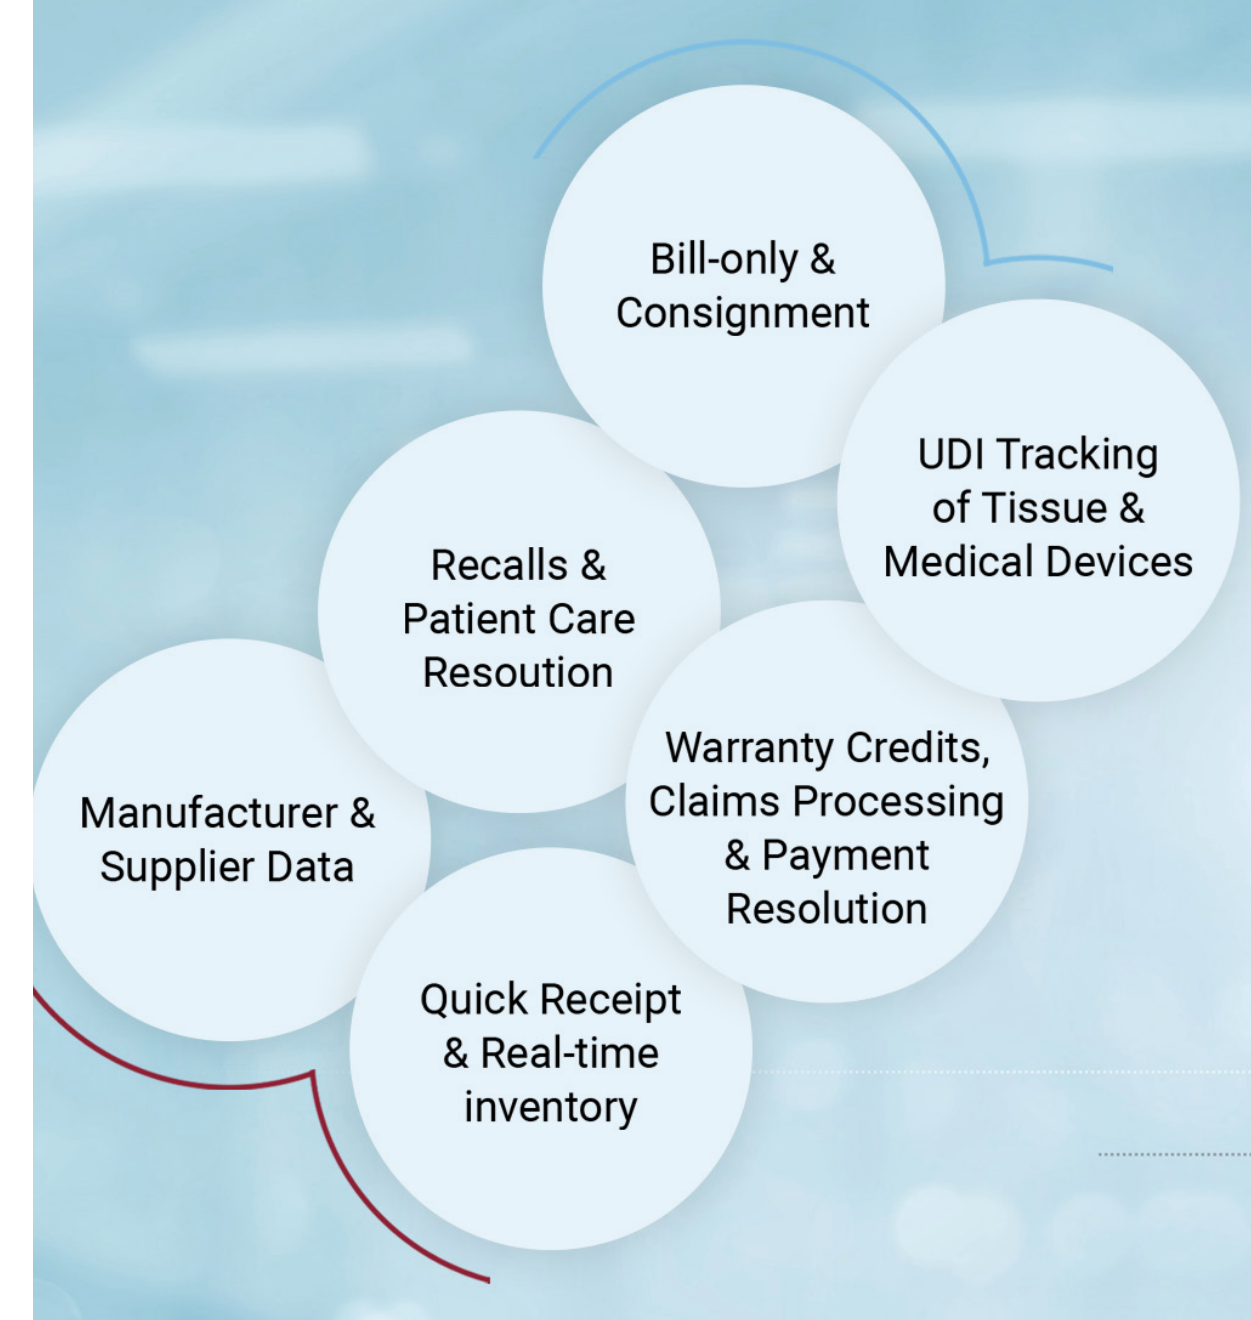 Bill-only &
Consignment
UDI Tracking
of Tissue &
Medical Devices
Recalls &
Patient Care
Resoution
Warranty Credits,
Claims Processing
& Payment
Resolution
Manufacturer &
Supplier Data
Quick Receipt
& Real-time
inventory